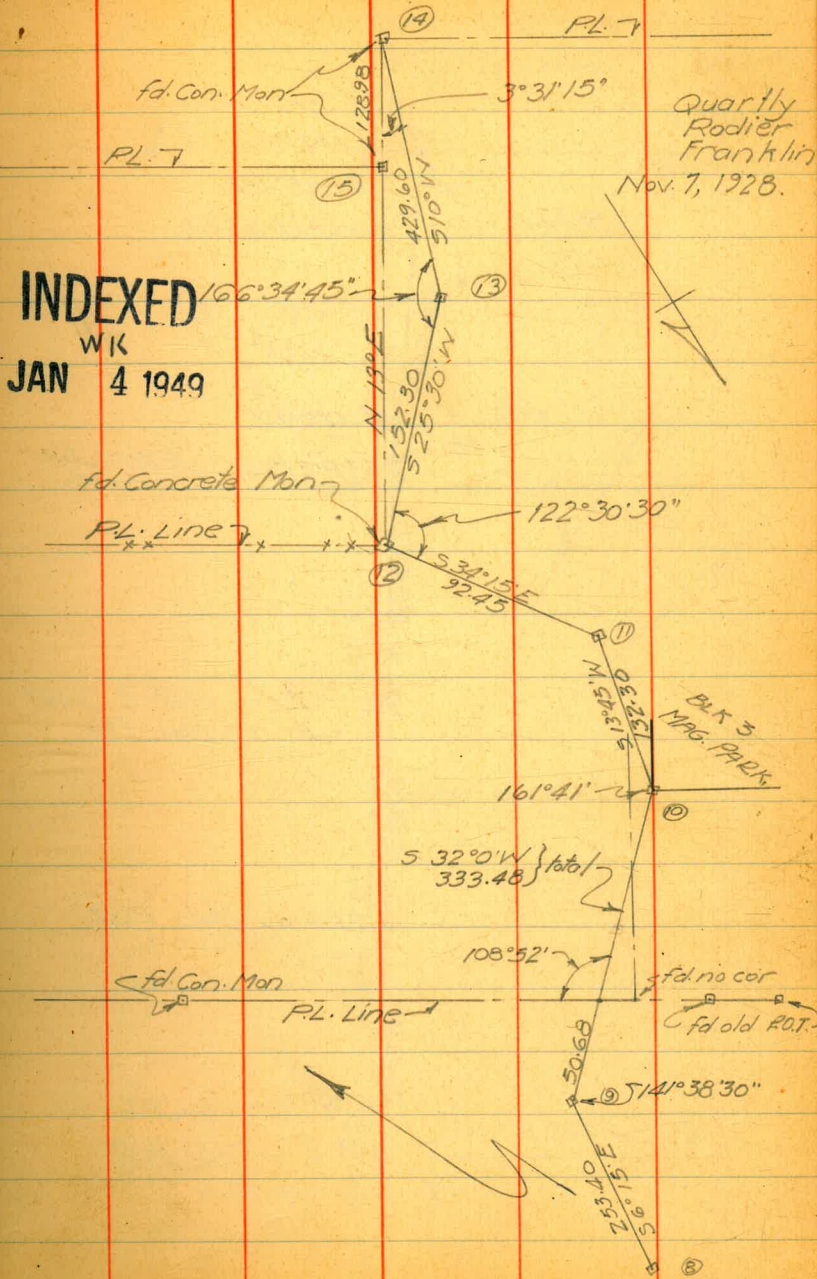 14
P.L.
fd. Con. Mon
128.98
3°31'15"
Quartly
Rodier
Franklin
Nov. 7, 1928.
P.L.
15
429.60
S10°W
INDEXED
WK
JAN 4 1949
166°34'45"
13
N 13°E
152.30
S 25°30'W
fd. Concrete Mon
122°30'30"
P.L. Line
12
S 34°15'E
92.45
11
S13°45'W
132.30
BLK 3
MAG. PARK.
161°41'
10
S 32°0'W } total
333.48
108°52'
fd. Con. Mon
fd. no cor
P.L. Line
fd old P.O.T.
50.68
9
141°38'30"
253.40
S6°15'E
8